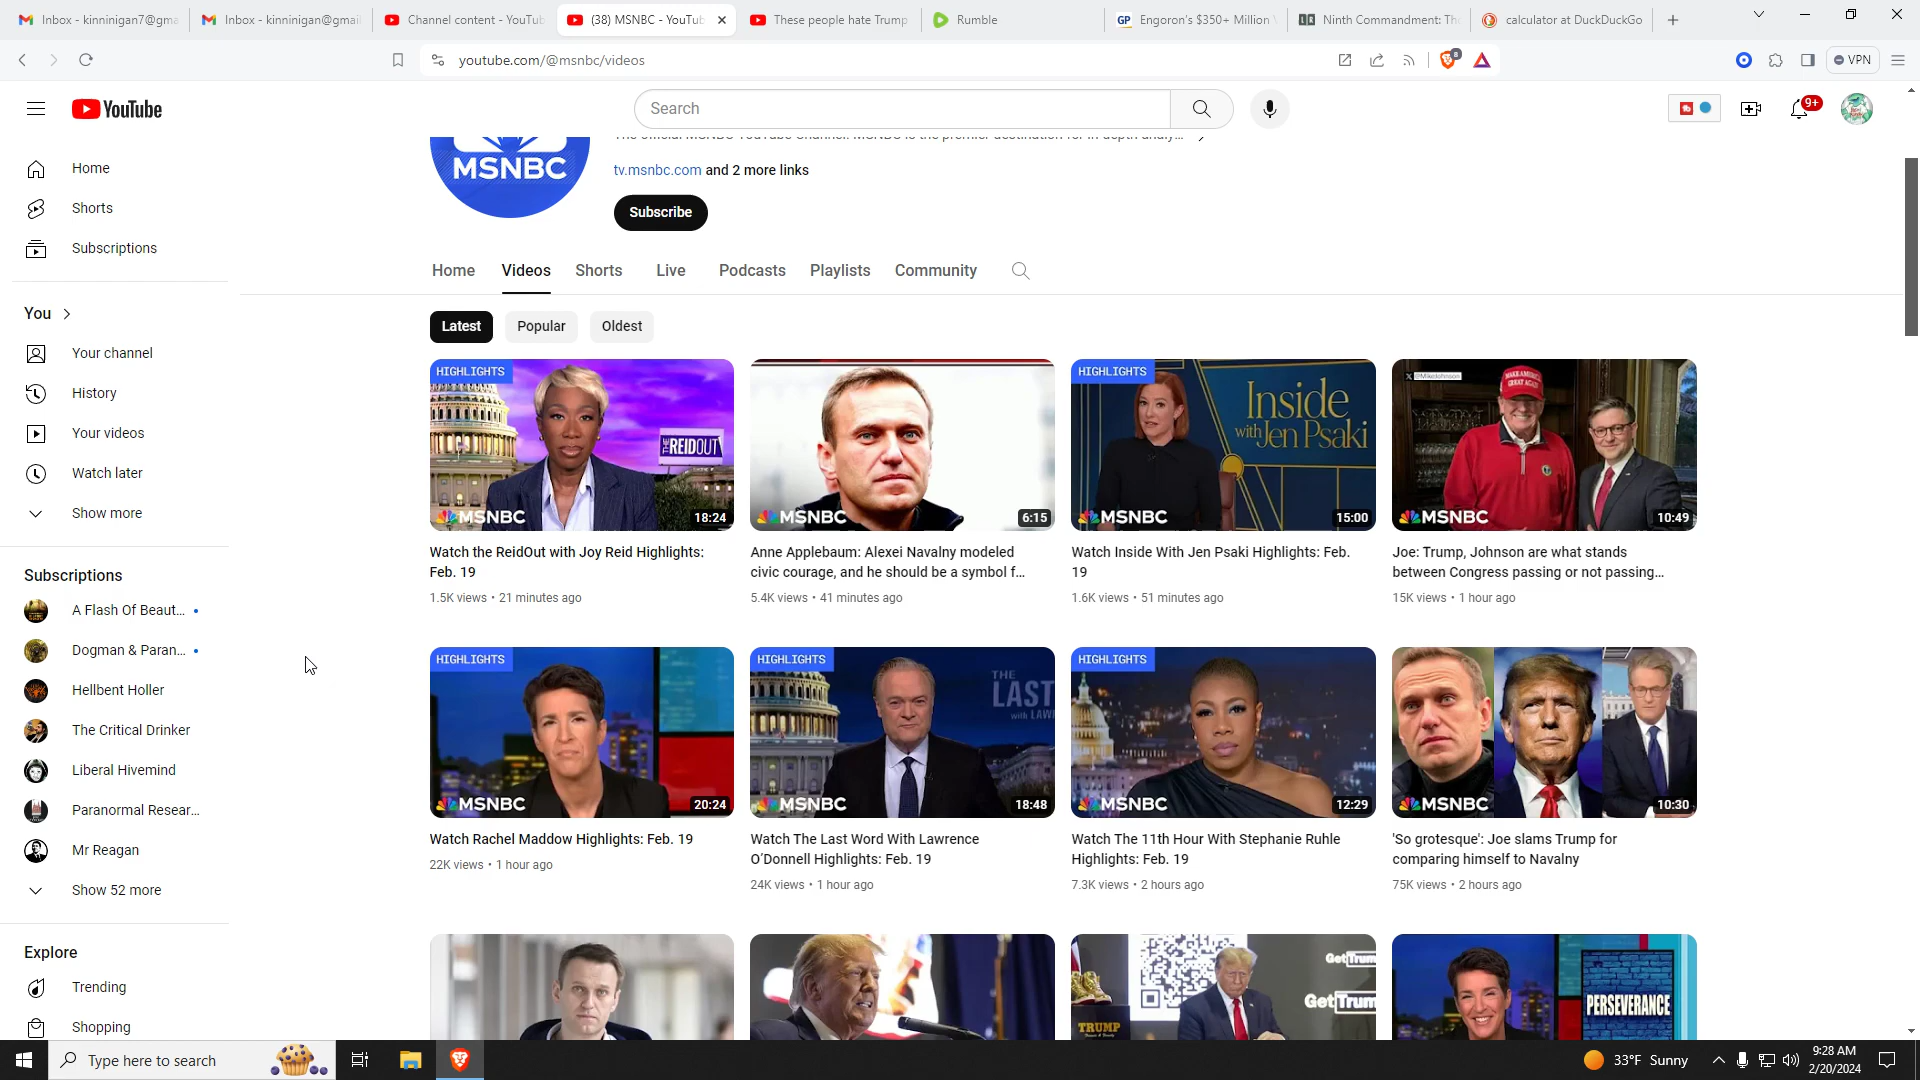 Inbox - kinninigan7@gma
Inbox - kinninigan@gmai
Channel content - YouTub
(38) MSNBC - YouTub
These people hate Trump
Rumble
GP Engoron's $350+ Million
LR Ninth Commandment: Th
calculator at DuckDuckGo
youtube.com/@msnbc/videos
8
VPN
YouTube
Search
9+
MSNBC
tv.msnbc.com and 2 more links
Subscribe
Home
Shorts
Subscriptions
You
Your channel
History
Your videos
Watch later
Show more
Subscriptions
A Flash Of Beaut...
Dogman & Paran...
Hellbent Holler
The Critical Drinker
Liberal Hivemind
Paranormal Resear...
Mr Reagan
Show 52 more
Explore
Trending
Shopping
Home Videos Shorts Live Podcasts Playlists Community
Latest Popular Oldest
HIGHLIGHTS
THE REIDOUT
MSNBC
18:24
Watch the ReidOut with Joy Reid Highlights:
Feb. 19
1.5K views • 21 minutes ago
MSNBC
6:15
Anne Applebaum: Alexei Navalny modeled
civic courage, and he should be a symbol f...
5.4K views • 41 minutes ago
HIGHLIGHTS
Inside
with Jen Psaki
MSNBC
15:00
Watch Inside With Jen Psaki Highlights: Feb.
19
1.6K views • 51 minutes ago
X @MikeJohnson
MAKE AMERICA
GREAT AGAIN
MSNBC
10:49
Joe: Trump, Johnson are what stands
between Congress passing or not passing...
15K views • 1 hour ago
HIGHLIGHTS
MSNBC
20:24
Watch Rachel Maddow Highlights: Feb. 19
22K views • 1 hour ago
HIGHLIGHTS
THE
LAST
with LAW
MSNBC
18:48
Watch The Last Word With Lawrence
O'Donnell Highlights: Feb. 19
24K views • 1 hour ago
HIGHLIGHTS
MSNBC
12:29
Watch The 11th Hour With Stephanie Ruhle
Highlights: Feb. 19
7.3K views • 2 hours ago
MSNBC
10:30
'So grotesque': Joe slams Trump for
comparing himself to Navalny
75K views • 2 hours ago
GetTrum
GetTrum
TRUMP
PERSEVERANCE
Type here to search
33°F Sunny
9:28 AM
2/20/2024